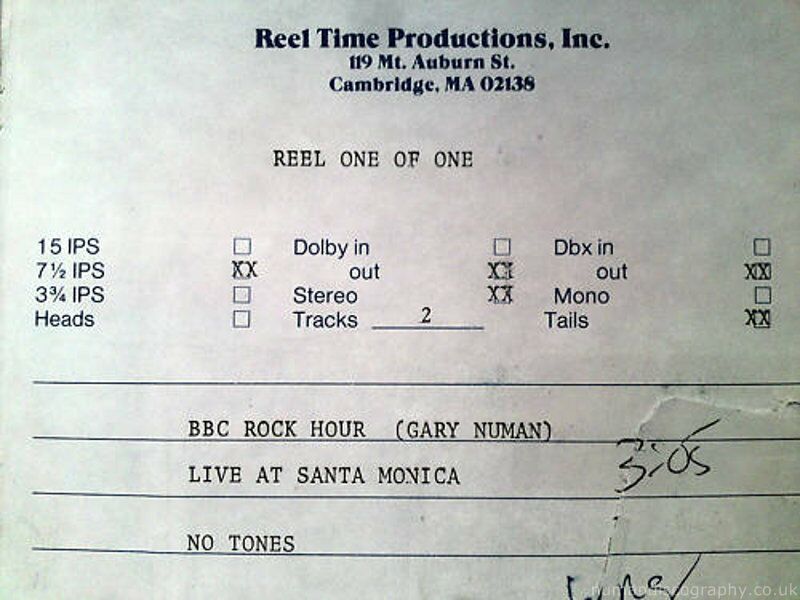 Reel Time Productions, Inc.
119 Mt. Auburn St.
Cambridge, MA 02138
REEL ONE OF ONE
15 IPS ☐ Dolby in ☐ Dbx in ☐
7½ IPS XX out XX out XX
3¾ IPS ☐ Stereo XX Mono ☐
Heads ☐ Tracks 2 Tails XX
BBC ROCK HOUR (GARY NUMAN)
LIVE AT SANTA MONICA
3:05
NO TONES